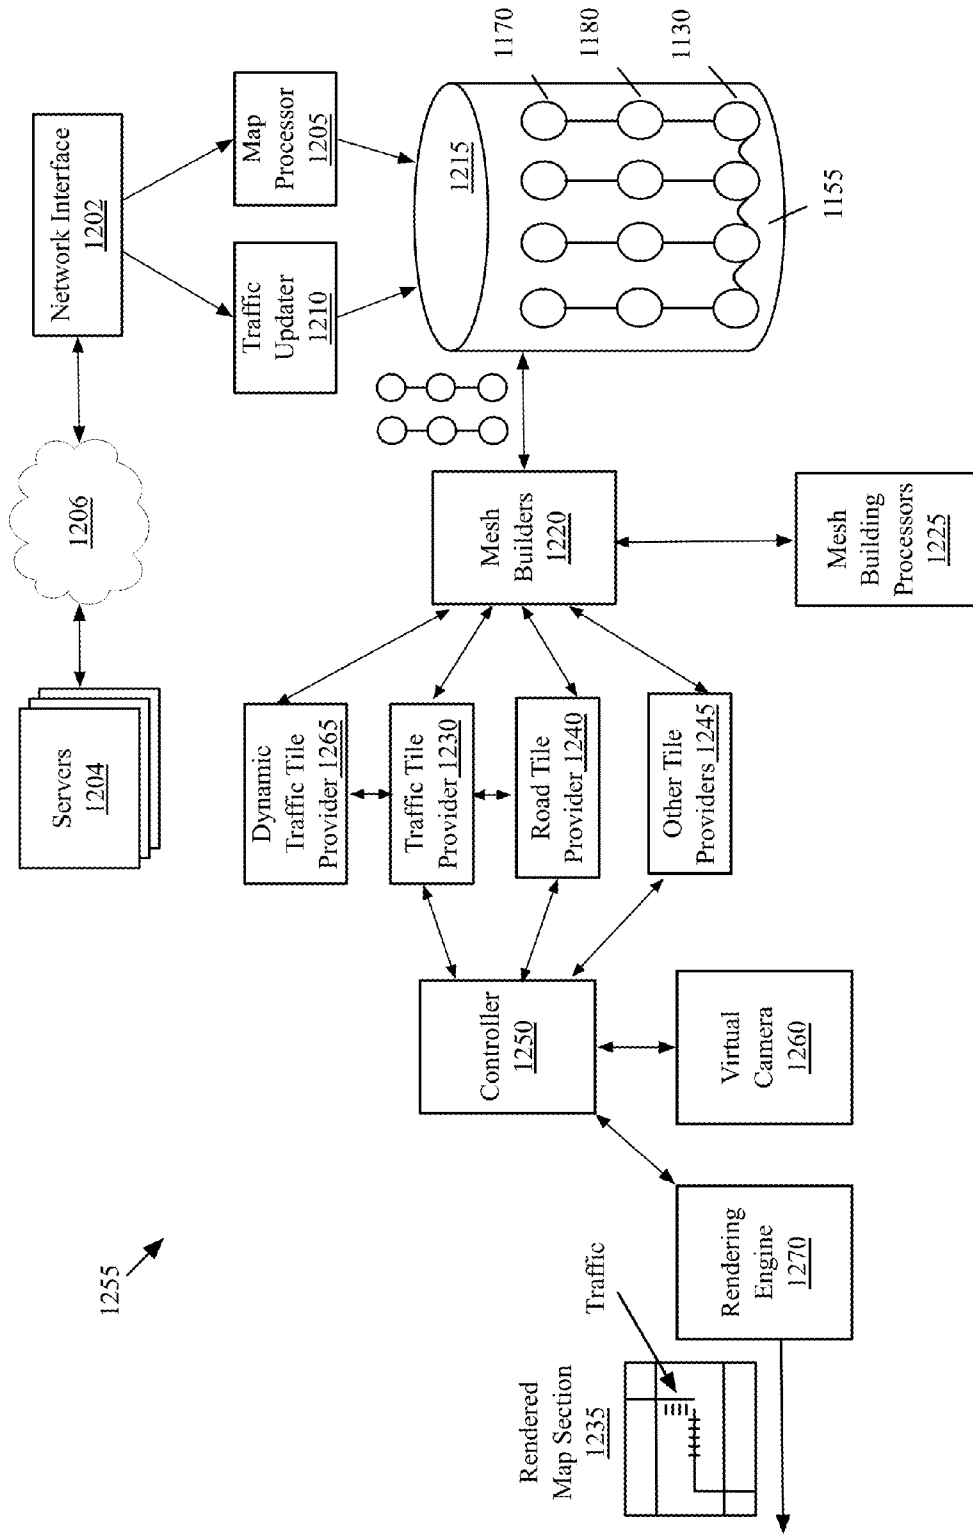 1255
Servers
1204
1206
Network Interface
1202
Dynamic
Traffic Tile
Provider 1265
Traffic
Updater
1210
Map
Processor
1205
Traffic Tile
Provider 1230
Controller
1250
Road Tile
Provider 1240
Mesh
Builders
1220
1215
1170
1180
1130
Rendered
Map Section
1235
Traffic
Other Tile
Providers 1245
Rendering
Engine
1270
Virtual
Camera
1260
Mesh
Building
Processors
1225
1155